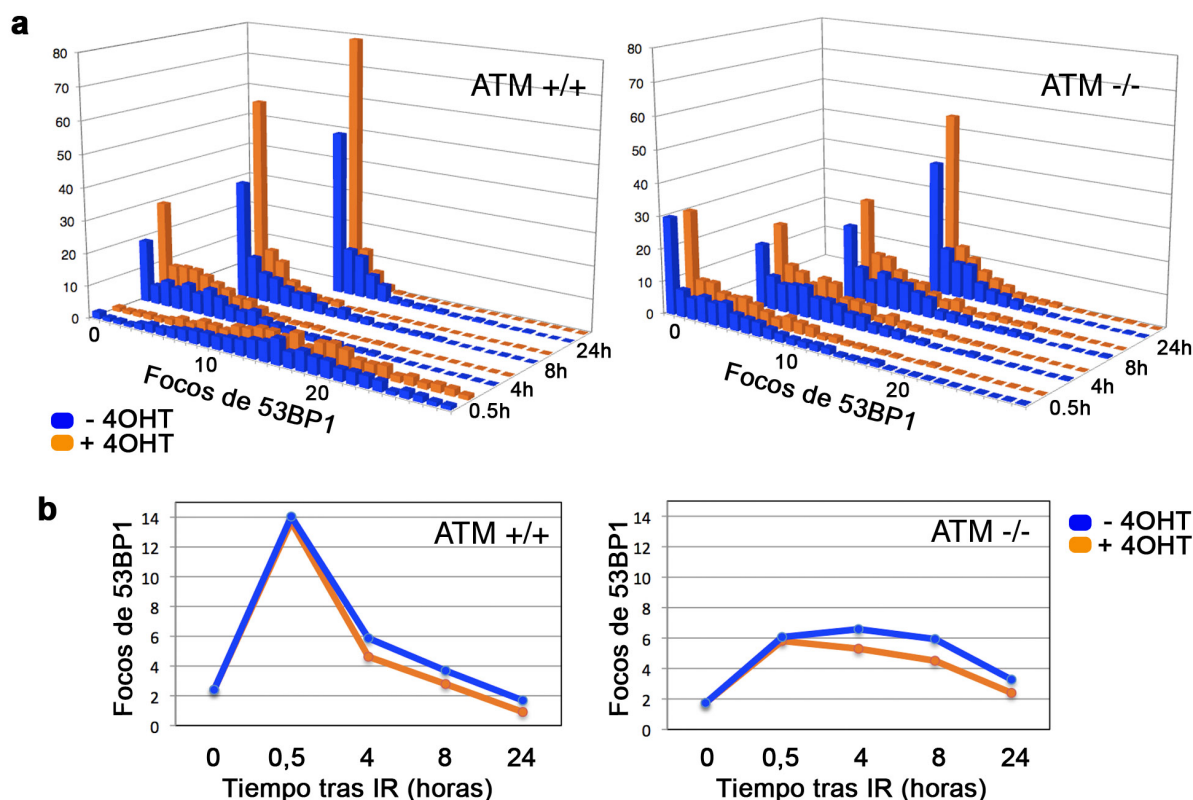 a
80
70
60
50
40
30
20
10
0
ATM +/+
0
10
20
Focos de 53BP1
0.5h
4h
8h
24h
80
70
60
50
40
30
20
10
0
ATM -/-
0
10
20
Focos de 53BP1
0.5h
4h
8h
24h
- 4OHT
+ 4OHT
b
Focos de 53BP1
14
12
10
8
6
4
2
0
ATM +/+
0 0,5 4 8 24
Tiempo tras IR (horas)
Focos de 53BP1
14
12
10
8
6
4
2
0
ATM -/-
0 0,5 4 8 24
Tiempo tras IR (horas)
- 4OHT
+ 4OHT